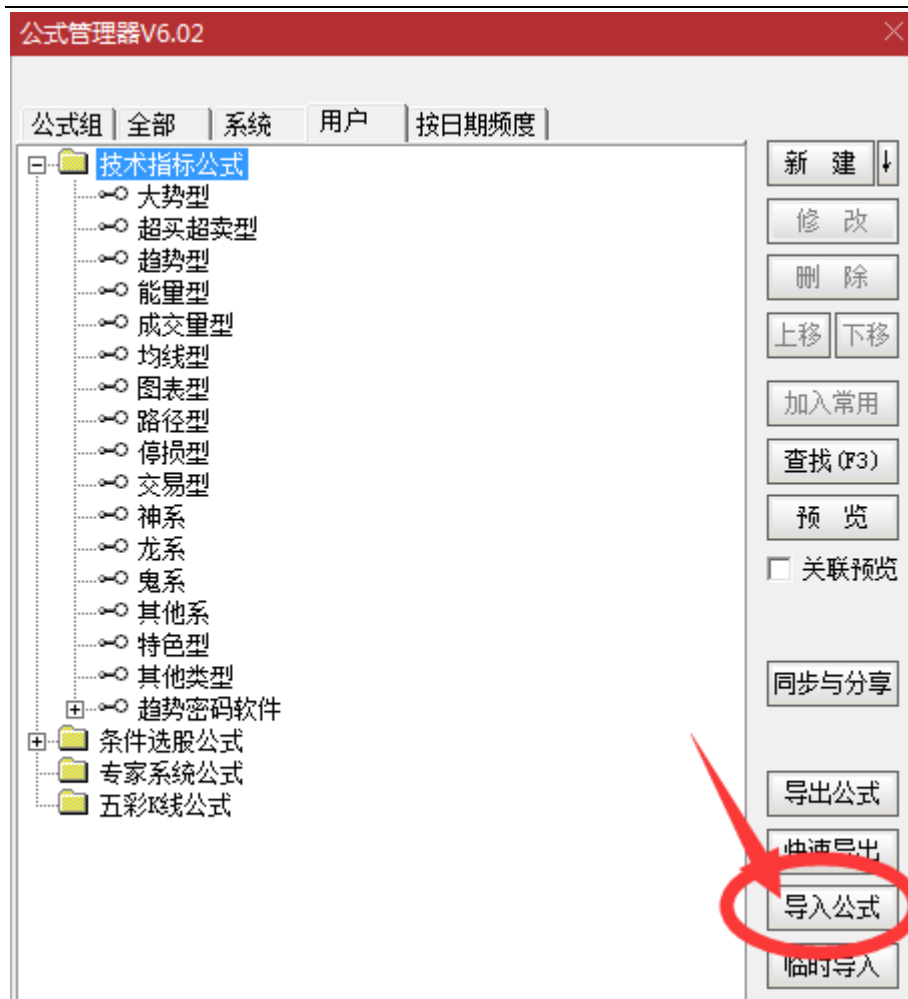 公式管理器V6.02
公式组 全部 系统 用户 按日期频度
技术指标公式
大势型
超买超卖型
趋势型
能量型
成交量型
均线型
图表型
路径型
停损型
交易型
神系
龙系
鬼系
其他系
特色型
其他类型
趋势密码软件
条件选股公式
专家系统公式
五彩K线公式
新 建
修 改
删 除
上移 下移
加入常用
查找(F3)
预 览
关联预览
同步与分享
导出公式
快速导出
导入公式
临时导入